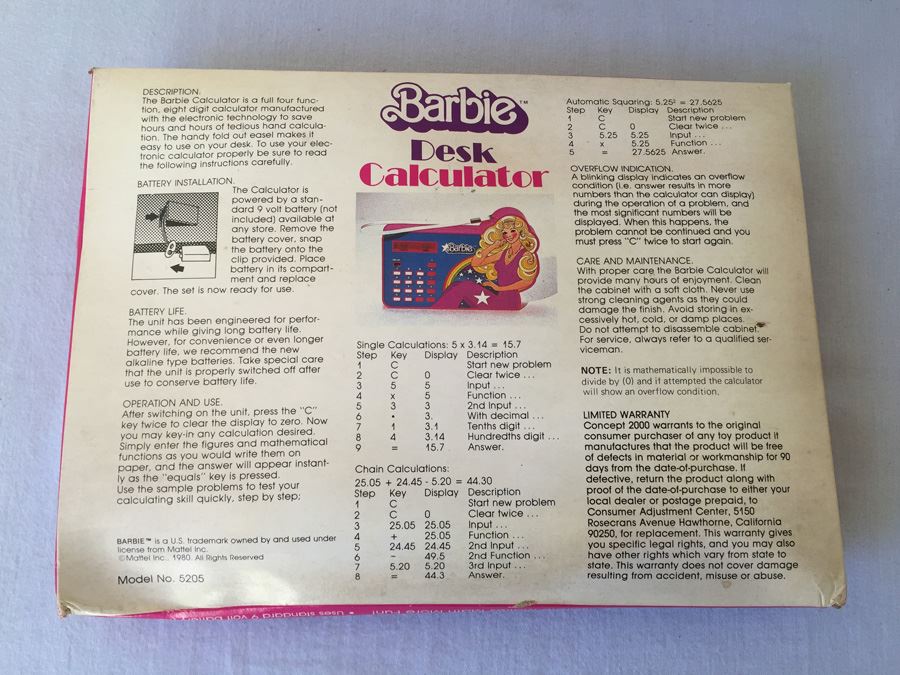 DESCRIPTION.
The Barbie Calculator is a full four func-
tion, eight digit calculator manufactured
with the electronic technology to save
hours and hours of tedious hand calcula-
tion. The handy fold out easel makes it
easy to use on your desk. To use your elec-
tronic calculator properly be sure to read
the following instructions carefully.
BATTERY INSTALLATION.
The Calculator is
powered by a stan-
dard 9 volt battery (not
included) available at
any store. Remove the
battery cover, snap
the battery onto the
clip provided. Place
battery in its compart-
ment and replace
cover. The set is now ready for use.
BATTERY LIFE.
The unit has been engineered for perfor-
mance while giving long battery life.
However, for convenience or even longer
battery life, we recommend the new
alkaline type batteries. Take special care
that the unit is properly switched off after
use to conserve battery life.
OPERATION AND USE.
After switching on the unit, press the "C"
key twice to clear the display to zero. Now
you may key-in any calculation desired.
Simply enter the figures and mathematical
functions as you would write them on
paper, and the answer will appear instant-
ly as the "equals" key is pressed.
Use the sample problems to test your
calculating skill quickly, step by step;
BARBIE™ is a U.S. trademark owned by and used under
license from Mattel Inc.
©Mattel Inc., 1980. All Rights Reserved
Model No. 5205
Barbie™
Desk
Calculator
Barbie
Single Calculations: 5 x 3.14 = 15.7
Step Key Display Description
1 C Start new problem
2 C 0 Clear twice ...
3 5 5 Input ...
4 x 5 Function ...
5 3 3 2nd Input ...
6 • 3. With decimal ...
7 1 3.1 Tenths digit ...
8 4 3.14 Hundredths digit ...
9 = 15.7 Answer.
Chain Calculations:
25.05 + 24.45 - 5.20 = 44.30
Step Key Display Description
1 C Start new problem
2 C 0 Clear twice ...
3 25.05 25.05 Input ...
4 + 25.05 Function ...
5 24.45 24.45 2nd Input ...
6 – 49.5 2nd Function ...
7 5.20 5.20 3rd Input ...
8 = 44.3 Answer.
Automatic Squaring: 5.25² = 27.5625
Step Key Display Description
1 C Start new problem
2 C 0 Clear twice ...
3 5.25 5.25 Input ...
4 x 5.25 Function ...
5 = 27.5625 Answer.
OVERFLOW INDICATION.
A blinking display indicates an overflow
condition (i.e. answer results in more
numbers than the calculator can display)
during the operation of a problem, and
the most significant numbers will be
displayed. When this happens, the
problem cannot be continued and you
must press "C" twice to start again.
CARE AND MAINTENANCE.
With proper care the Barbie Calculator will
provide many hours of enjoyment. Clean
the cabinet with a soft cloth. Never use
strong cleaning agents as they could
damage the finish. Avoid storing in ex-
cessively hot, cold, or damp places.
Do not attempt to disassemble cabinet.
For service, always refer to a qualified ser-
viceman.
NOTE: It is mathematically impossible to
divide by (0) and if attempted the calculator
will show an overflow condition.
LIMITED WARRANTY
Concept 2000 warrants to the original
consumer purchaser of any toy product it
manufactures that the product will be free
of defects in material or workmanship for 90
days from the date-of-purchase. If
defective, return the product along with
proof of the date-of-purchase to either your
local dealer or postage prepaid, to
Consumer Adjustment Center, 5150
Rosecrans Avenue Hawthorne, California
90250, for replacement. This warranty gives
you specific legal rights, and you may also
have other rights which vary from state to
state. This warranty does not cover damage
resulting from accident, misuse or abuse.
• Uses standard 9 volt battery